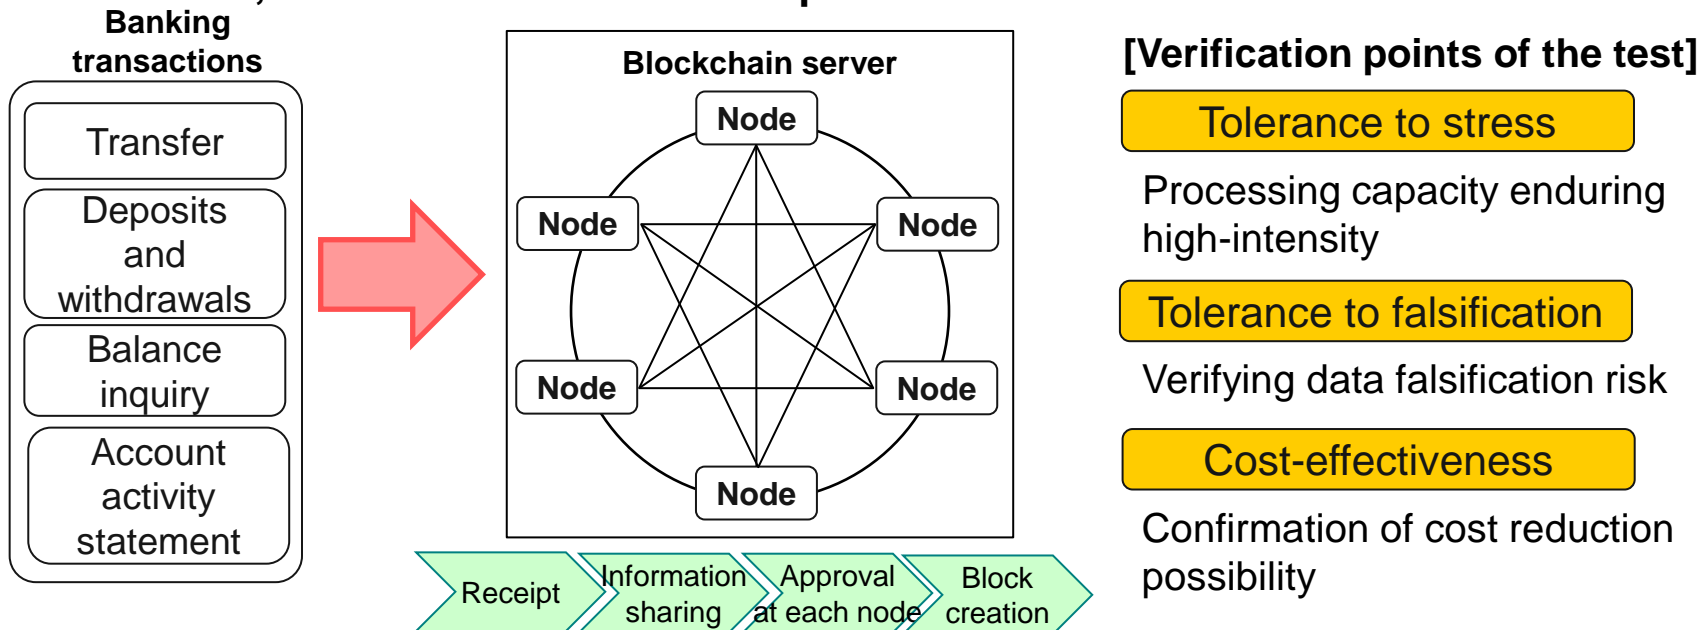 Banking
transactions
Transfer
Deposits
and
withdrawals
Balance
inquiry
Account
activity
statement
Blockchain server
Node
Node
Node
Node
Node
Node
Receipt
Information
sharing
Approval
at each node
Block
creation
[Verification points of the test]
Tolerance to stress
Processing capacity enduring
high-intensity
Tolerance to falsification
Verifying data falsification risk
Cost-effectiveness
Confirmation of cost reduction
possibility